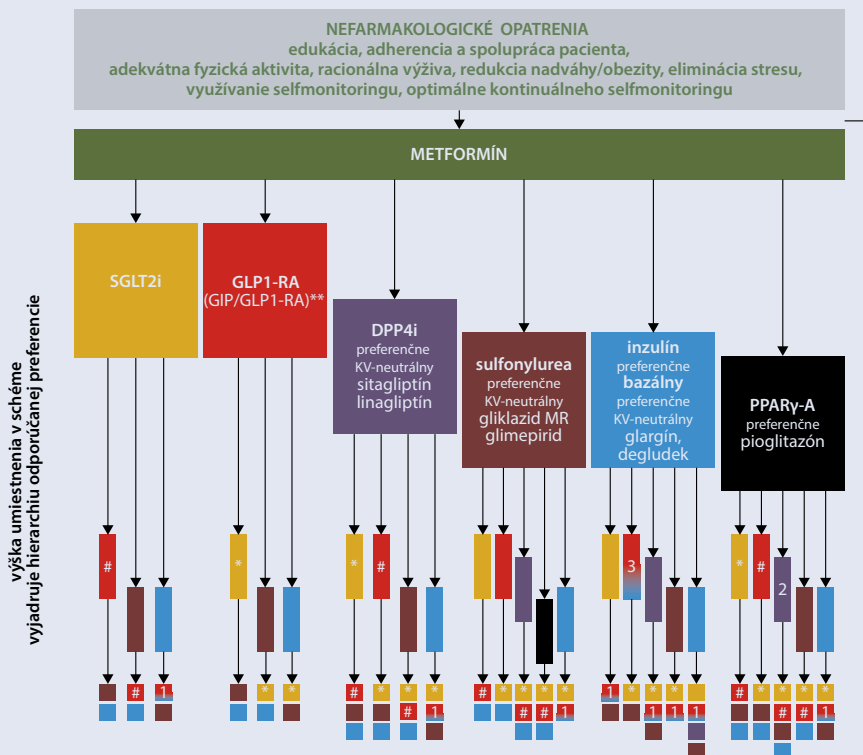 NEFARMAKOLOGICKÉ OPATRENIA
edukácia, adherencia a spolupráca pacienta,
adekvátna fyzická aktivita, racionálna výživa, redukcia nadváhy/obezity, eliminácia stresu,
využívanie selfmonitoringu, optimálne kontinuálneho selfmonitoringu
METFORMÍN
SGLT2i
GLP1-RA
(GIP/GLP1-RA)**
DPP4i
preferenčne
KV-neutrálny
sitagliptín
linagliptín
sulfonylurea
preferenčne
KV-neutrálny
gliklazid MR
glimepirid
inzulín
preferenčne
bazálny
preferenčne
KV-neutrálny
glargín,
degludek
PPARγ-A
preferenčne
pioglitazón
výška umiestnenia v schéme
vyjadruje hierarchiu odporúčanej preferencie
# * * # 3 * # 2
# 1 * * # * * * # * * * * 1 * * * * # * * * *
# 1 # # 1 1 1 1 # # 1